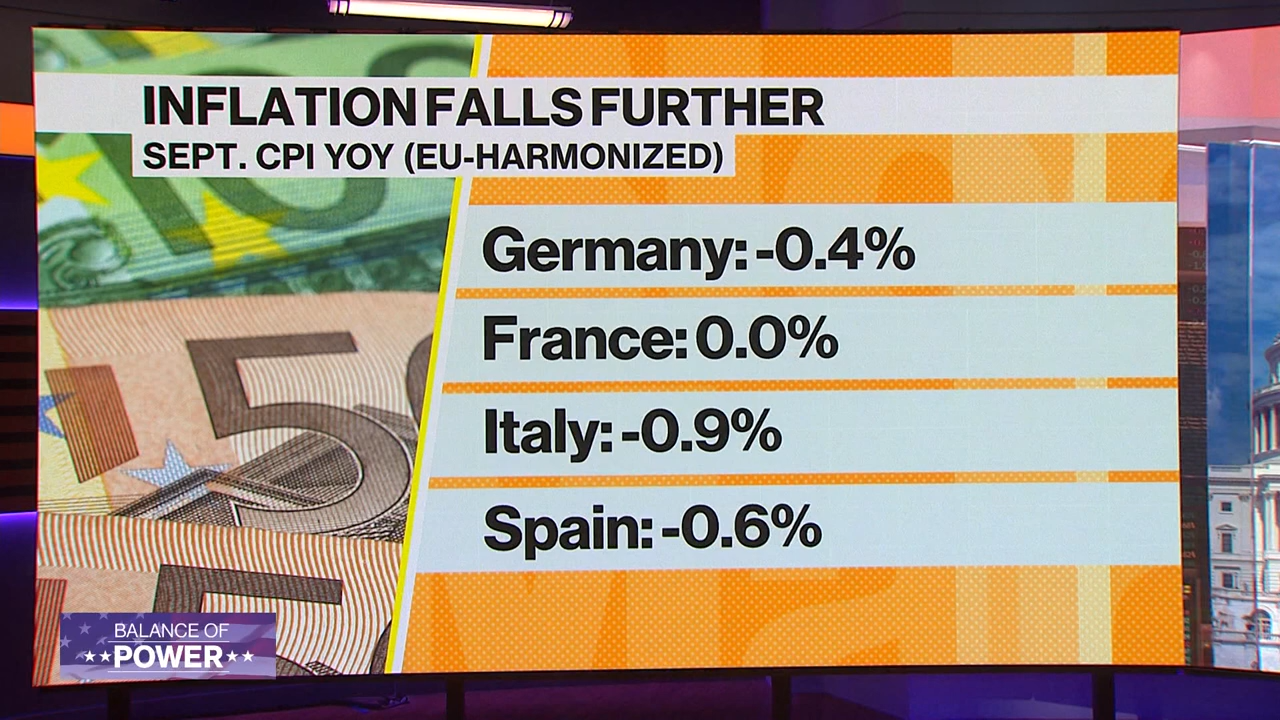 INFLATION FALLS FURTHER
SEPT. CPI YOY (EU-HARMONIZED)
Germany: -0.4%
France: 0.0%
Italy: -0.9%
Spain: -0.6%
BALANCE OF
POWER